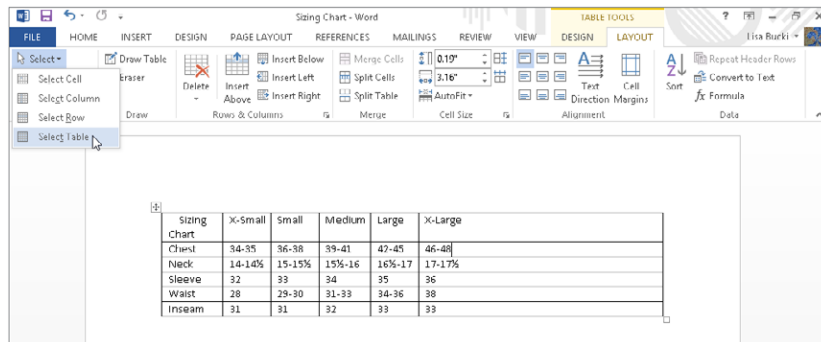 Sizing Chart - Word
TABLE TOOLS
FILE HOME INSERT DESIGN PAGE LAYOUT REFERENCES MAILINGS REVIEW VIEW DESIGN LAYOUT Lisa Bucki
Select Draw Table Insert Below Merge Cells 0.19" Repeat Header Rows
Select Cell Eraser Delete Insert Above Insert Left Split Cells 3.16" Text Direction Cell Margins Sort Convert to Text
Select Column Insert Right Split Table AutoFit Formula
Select Row Draw Rows & Columns Merge Cell Size Alignment Data
Select Table
Sizing Chart X-Small Small Medium Large X-Large
Chest 34-35 36-38 39-41 42-45 46-48
Neck 14-14½ 15-15½ 15½-16 16½-17 17-17½
Sleeve 32 33 34 35 36
Waist 28 29-30 31-33 34-36 38
Inseam 31 31 32 33 33